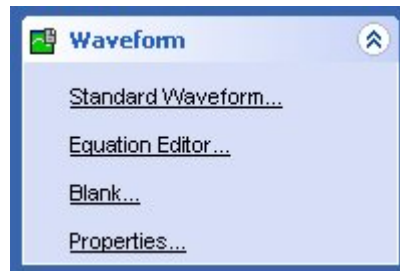 Waveform
Standard Waveform...
Equation Editor...
Blank...
Properties...